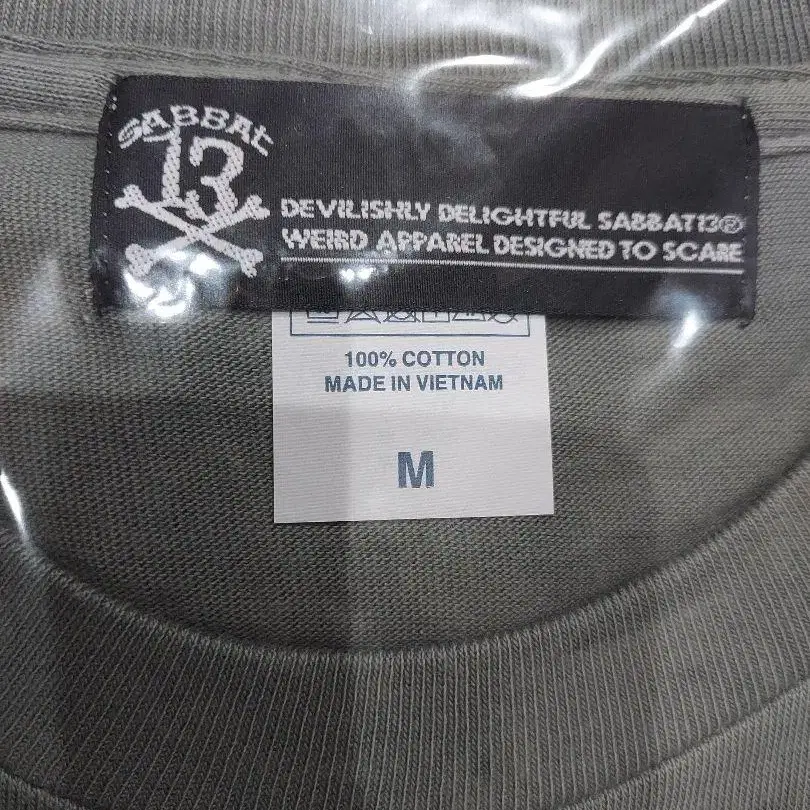 SABBAT
13
DEVILISHLY DELIGHTFUL SABBAT13®
WEIRD APPAREL DESIGNED TO SCARE
100% COTTON
MADE IN VIETNAM
M